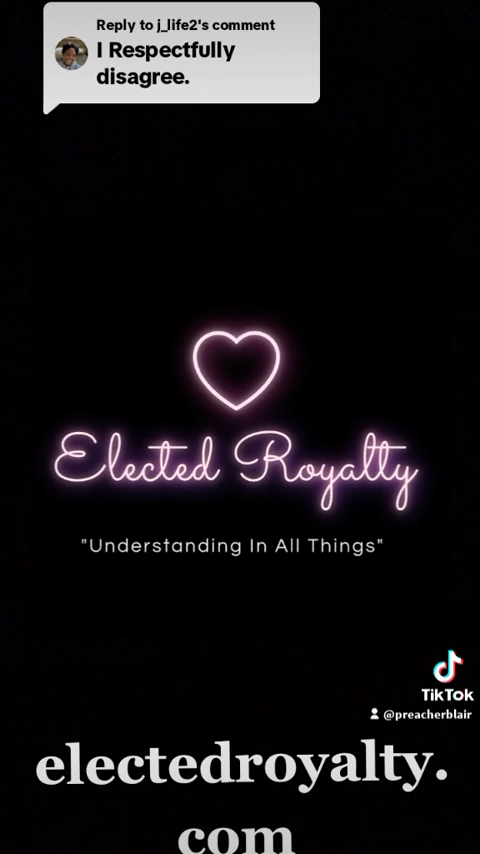 Reply to j_life2's comment
I Respectfully
disagree.
Elected Royalty
"Understanding In All Things"
TikTok
@preacherblair
electedroyalty.
com